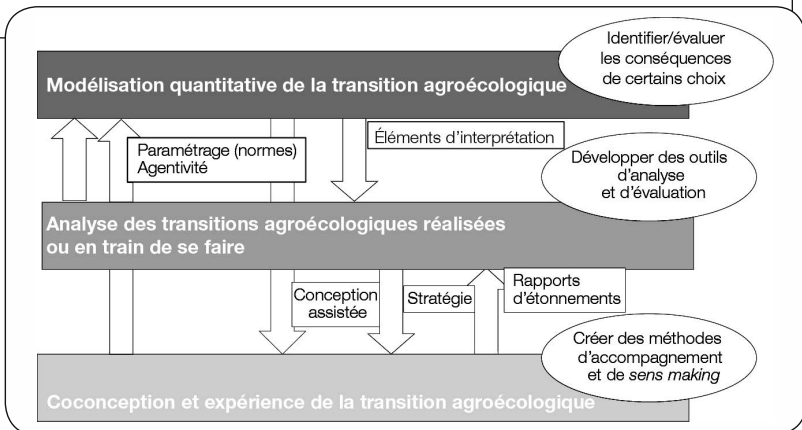 Identifier/évaluer
les conséquences
de certains choix
Modélisation quantitative de la transition agroécologique
Paramétrage (normes)
Agentivité
Éléments d'interprétation
Développer des outils
d'analyse
et d'évaluation
Analyse des transitions agroécologiques réalisées
ou en train de se faire
Conception
assistée
Stratégie
Rapports
d'étonnements
Créer des méthodes
d'accompagnement
et de sens making
Coconception et expérience de la transition agroécologique